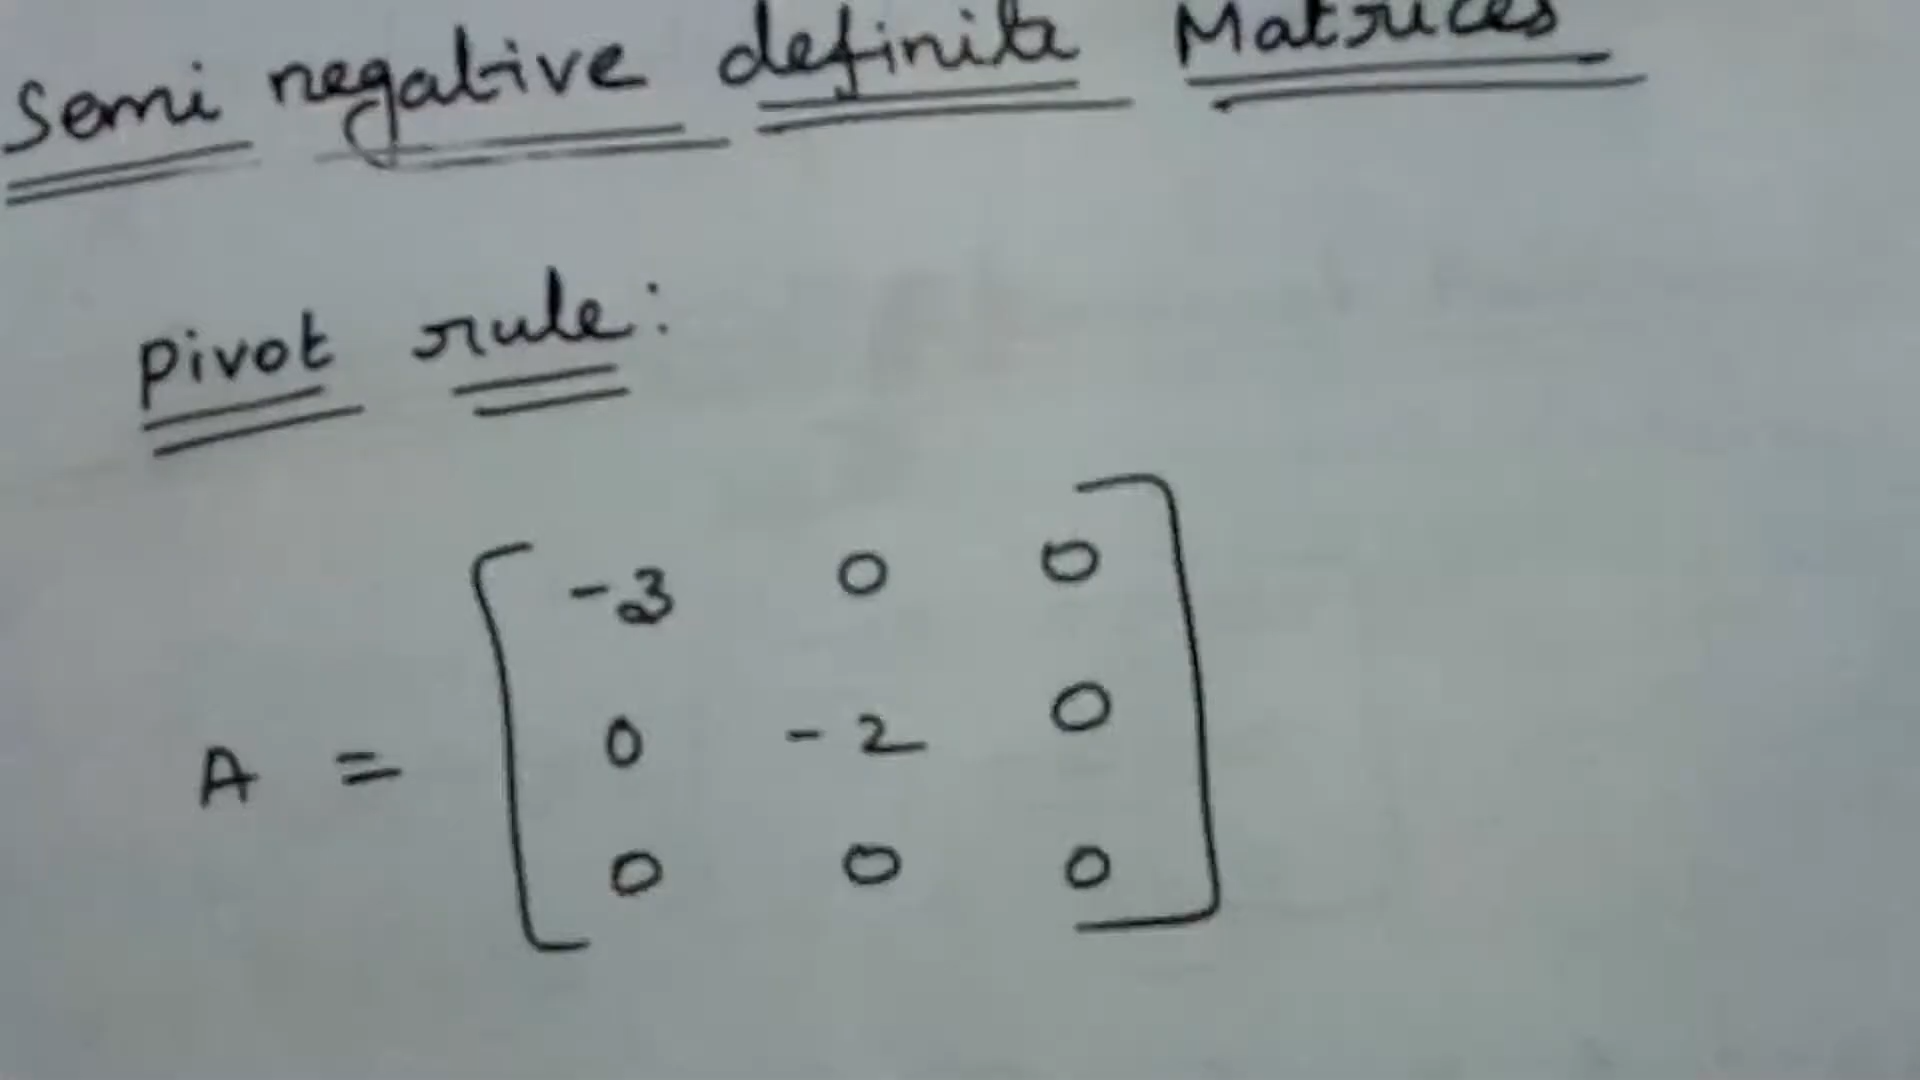 Semi negative definite Matrices
Pivot rule:
-3 0 0
A = 0 -2 0
0 0 0